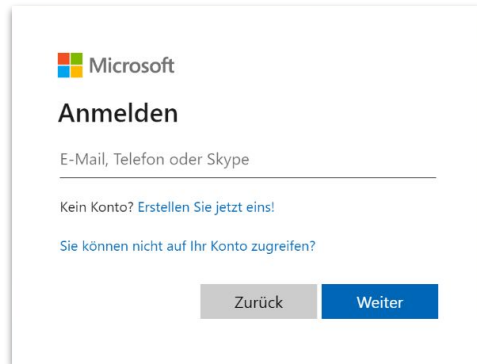 Microsoft
Anmelden
E-Mail, Telefon oder Skype
Kein Konto? Erstellen Sie jetzt eins!
Sie können nicht auf Ihr Konto zugreifen?
Zurück
Weiter